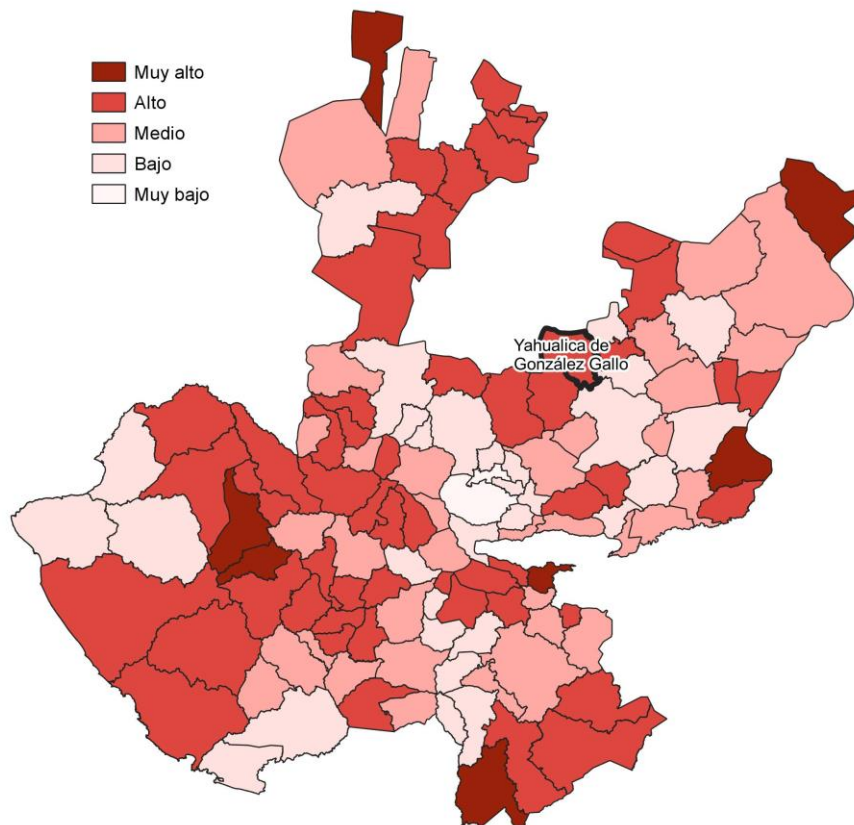 Muy alto
Alto
Medio
Bajo
Muy bajo
Yahualica de
González Gallo